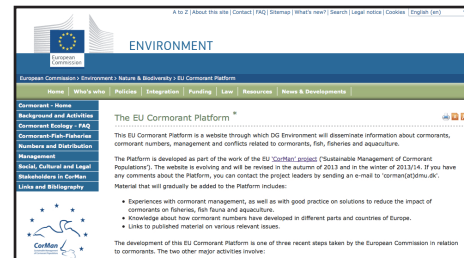 A to Z | About this site | Contact | FAQ | Sitemap | What's new? | Search | Legal notice | Cookies | English (en)
ENVIRONMENT
European
Commission
European Commission > Environment > Nature & Biodiversity > EU Cormorant Platform
Home | Who's who | Policies | Integration | Funding | Law | Resources | News & Developments |
Cormorant - Home
Background and Activities
Cormorant Ecology - FAQ
Cormorant-Fish-Fisheries
Numbers and Distribution
Management
Social, Cultural and Legal
Stakeholders in CorMan
Links and Bibliography
CorMan
The EU Cormorant Platform *
This EU Cormorant Platform is a website through which DG Environment will disseminate information about cormorants,
cormorant numbers, management and conflicts related to cormorants, fish, fisheries and aquaculture.
The Platform is developed as part of the work of the EU 'CorMan' project ('Sustainable Management of Cormorant
Populations'). The website is evolving and will be revised in the autumn of 2013 and in the winter of 2013/14. If you have
any comments about the Platform, you can contact the project leaders by sending an e-mail to 'corman(at)dmu.dk'.
Material that will gradually be added to the Platform includes:
• Experiences with cormorant management, as well as with good practice on solutions to reduce the impact of
cormorants on fisheries, fish fauna and aquaculture.
• Knowledge about how cormorant numbers have developed in different parts and countries of Europe.
• Links to published material on various relevant issues.
The development of this EU Cormorant Platform is one of three recent steps taken by the European Commission in relation
to cormorants. The two other major activities involve: